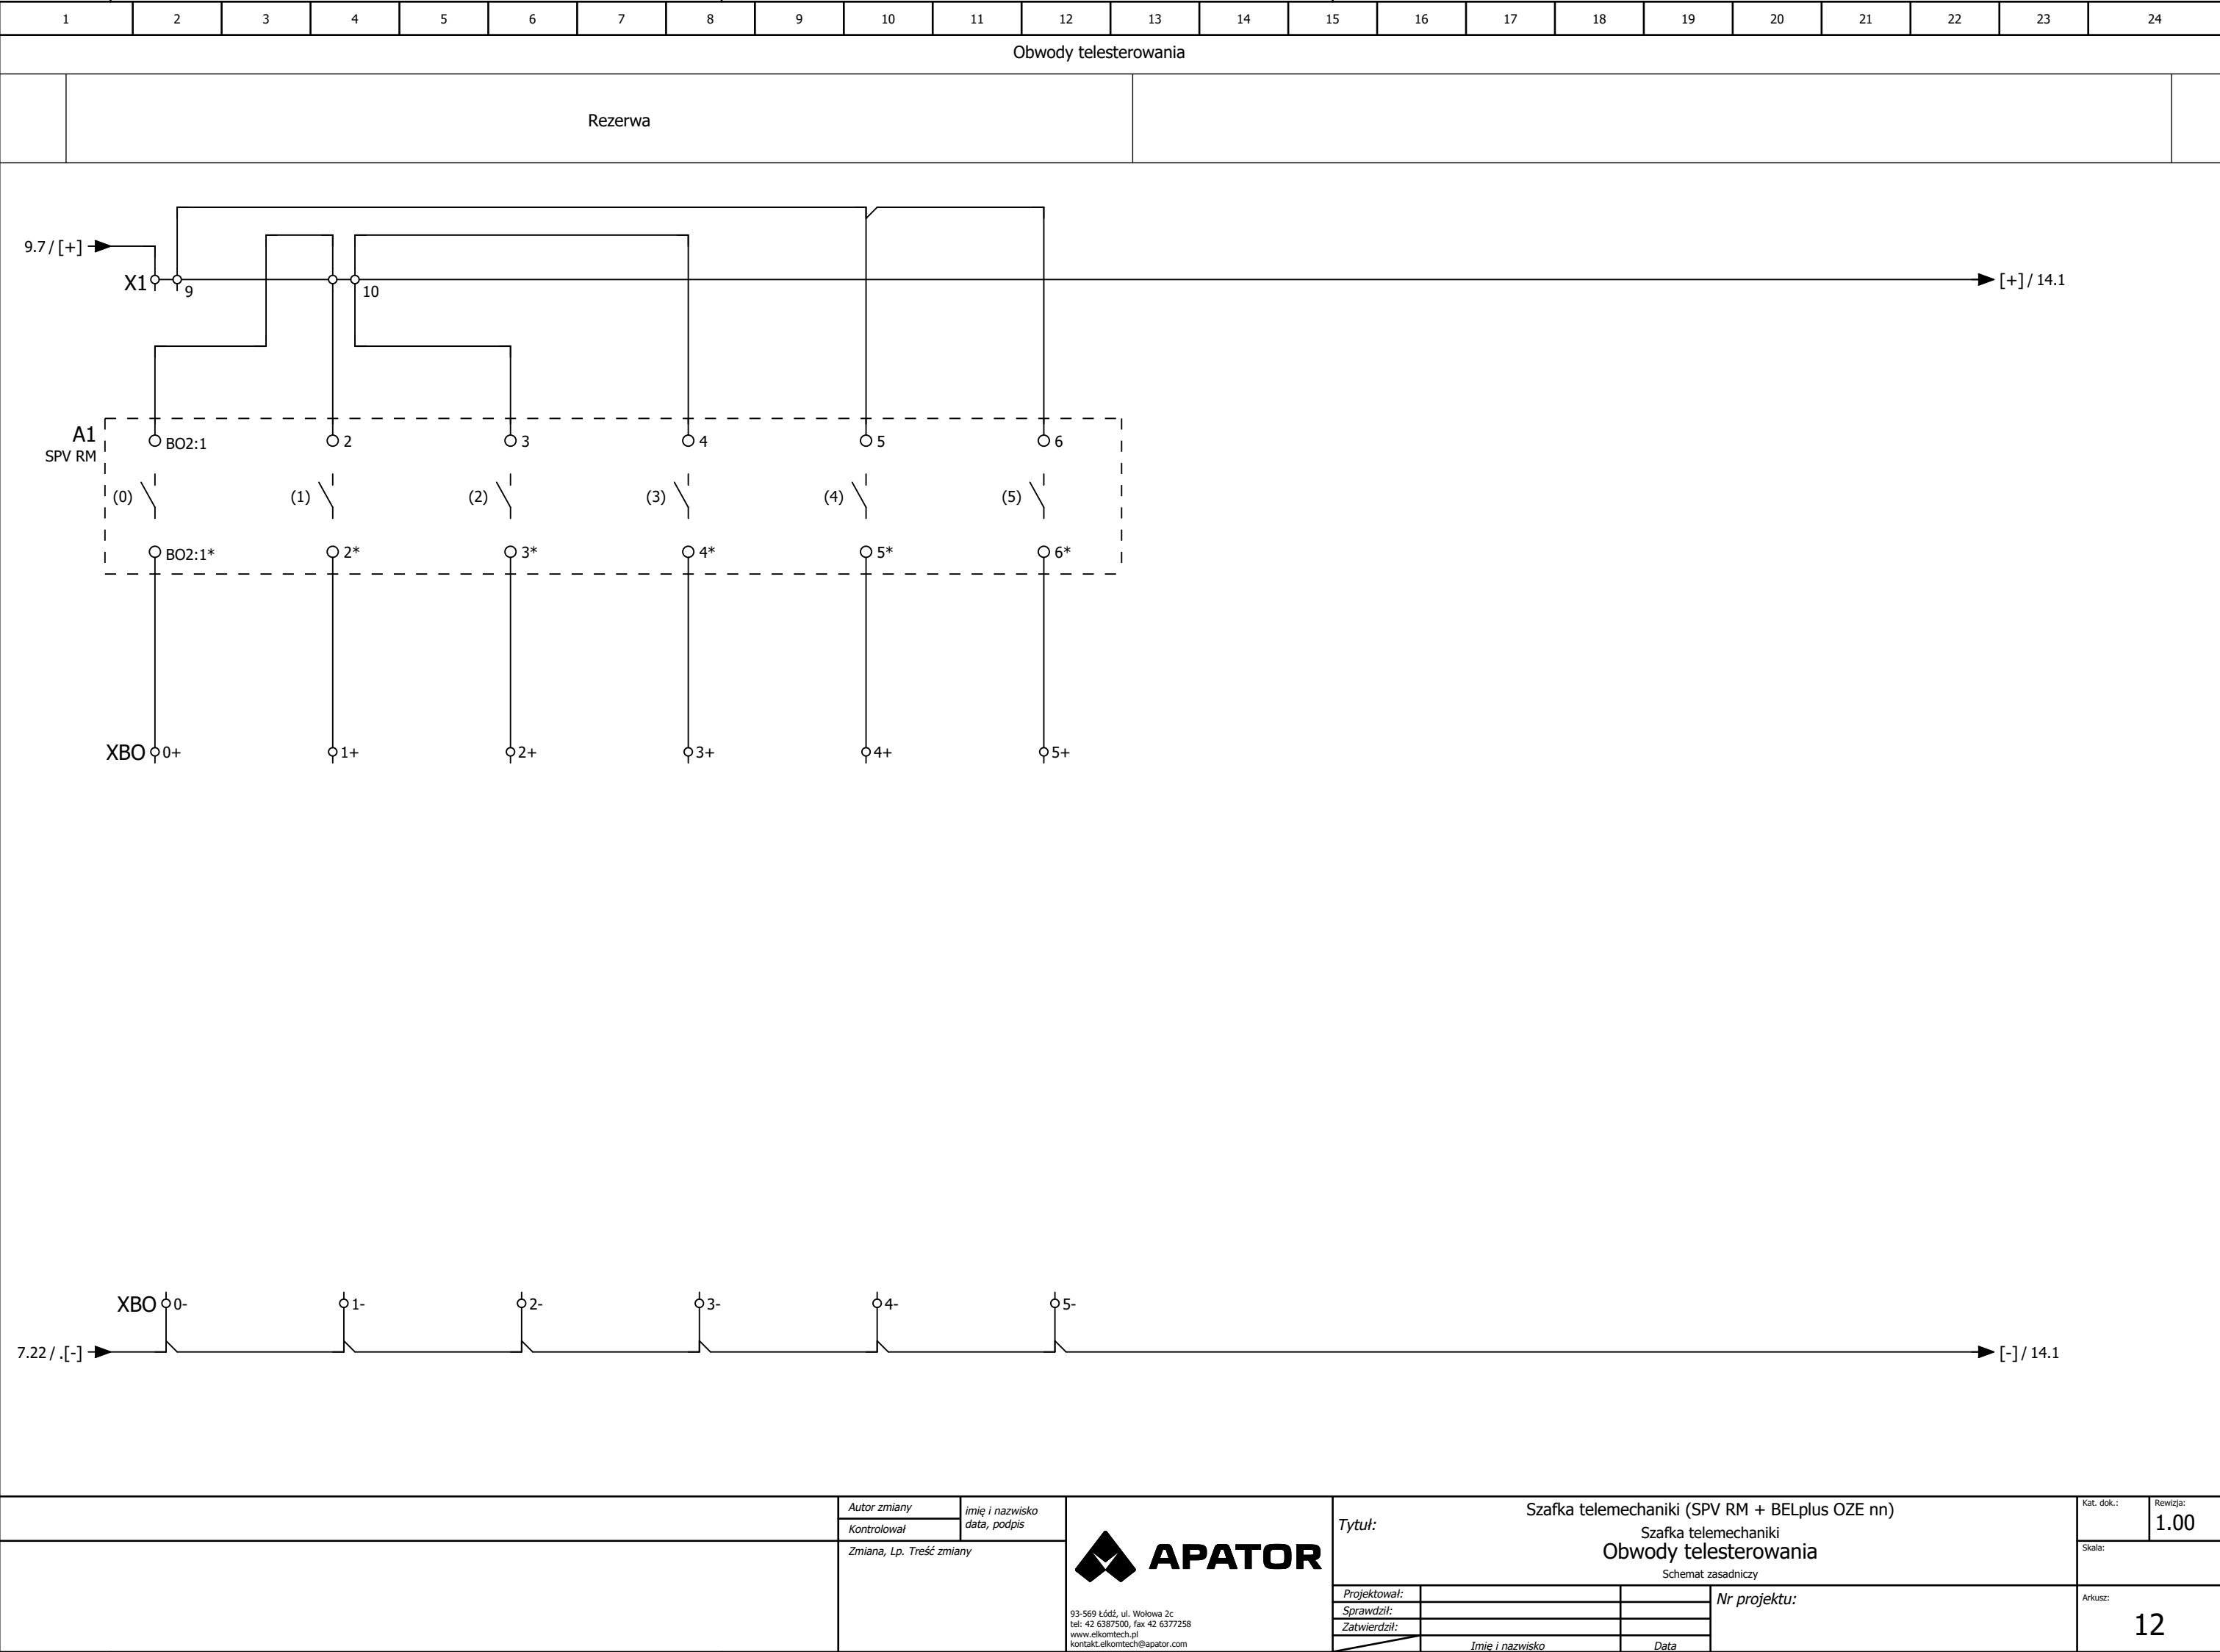 1 2 3 4 5 6 7 8 9 10 11 12 13 14 15 16 17 18 19 20 21 22 23 24
Obwody telesterowania
Rezerwa
9.7 / [+]
X1 9 10 [+] / 14.1
A1 BO2:1 2 3 4 5 6
SPV RM
(0) (1) (2) (3) (4) (5)
BO2:1* 2* 3* 4* 5* 6*
XBO 0+ 1+ 2+ 3+ 4+ 5+
XBO 0- 1- 2- 3- 4- 5-
7.22 / .[-] [-] / 14.1
Autor zmiany
imię i nazwisko
data, podpis
Kontrolował
Zmiana, Lp. Treść zmiany
APATOR
93-569 Łódź, ul. Wołowa 2c
tel: 42 6387500, fax 42 6377258
www.elkomtech.pl
kontakt.elkomtech@apator.com
Tytuł:
Szafka telemechaniki (SPV RM + BELplus OZE nn)
Szafka telemechaniki
Obwody telesterowania
Schemat zasadniczy
Kat. dok.:
Rewizja:
1.00
Skala:
Projektował:
Sprawdził:
Zatwierdził:
Imię i nazwisko Data
Nr projektu:
Arkusz:
12